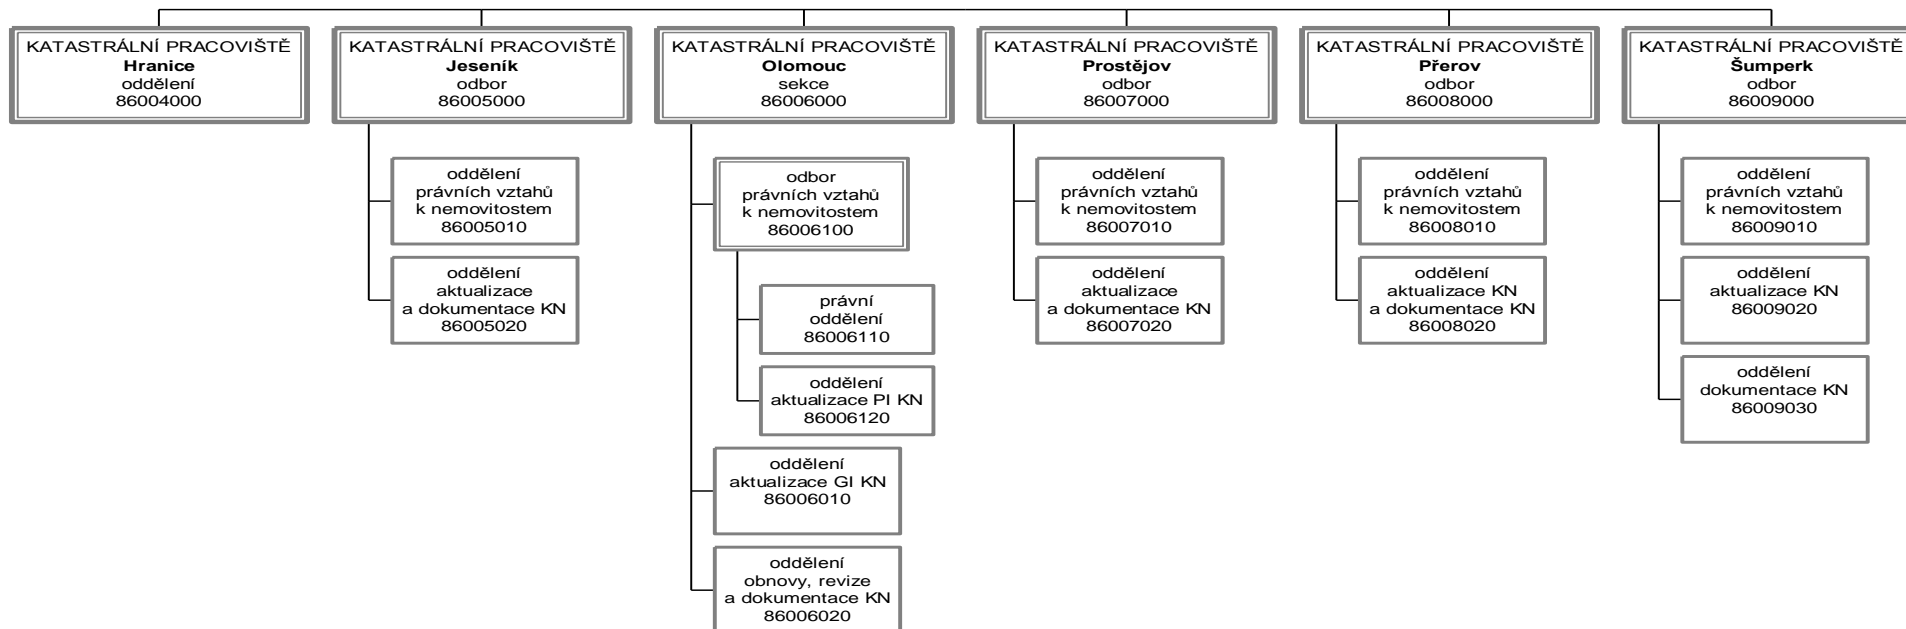 KATASTRÁLNÍ PRACOVIŠTĚ
Hranice
oddělení
86004000
KATASTRÁLNÍ PRACOVIŠTĚ
Jeseník
odbor
86005000
oddělení
právních vztahů
k nemovitostem
86005010
oddělení
aktualizace
a dokumentace KN
86005020
KATASTRÁLNÍ PRACOVIŠTĚ
Olomouc
sekce
86006000
odbor
právních vztahů
k nemovitostem
86006100
právní
oddělení
86006110
oddělení
aktualizace PI KN
86006120
oddělení
aktualizace GI KN
86006010
oddělení
obnovy, revize
a dokumentace KN
86006020
KATASTRÁLNÍ PRACOVIŠTĚ
Prostějov
odbor
86007000
oddělení
právních vztahů
k nemovitostem
86007010
oddělení
aktualizace
a dokumentace KN
86007020
KATASTRÁLNÍ PRACOVIŠTĚ
Přerov
odbor
86008000
oddělení
právních vztahů
k nemovitostem
86008010
oddělení
aktualizace KN
a dokumentace KN
86008020
KATASTRÁLNÍ PRACOVIŠTĚ
Šumperk
odbor
86009000
oddělení
právních vztahů
k nemovitostem
86009010
oddělení
aktualizace KN
86009020
oddělení
dokumentace KN
86009030